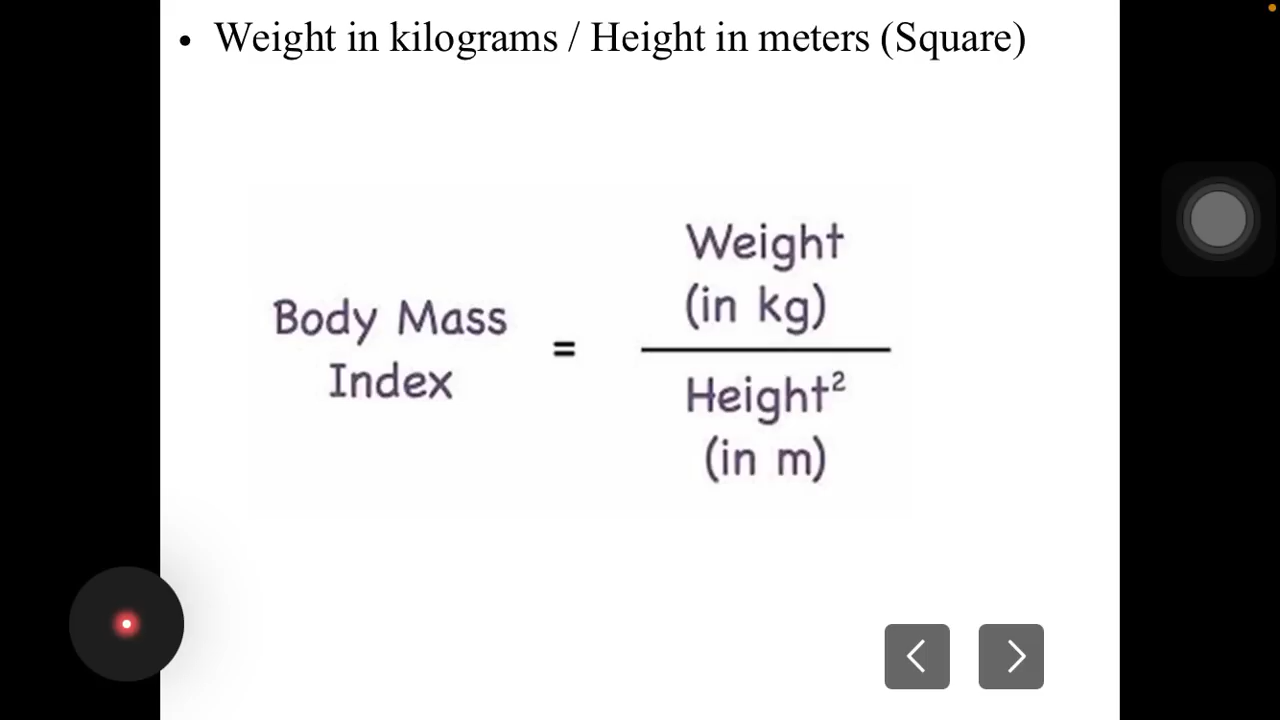 • Weight in kilograms / Height in meters (Square)
Body Mass
Index
=
Weight
(in kg)
Height²
(in m)